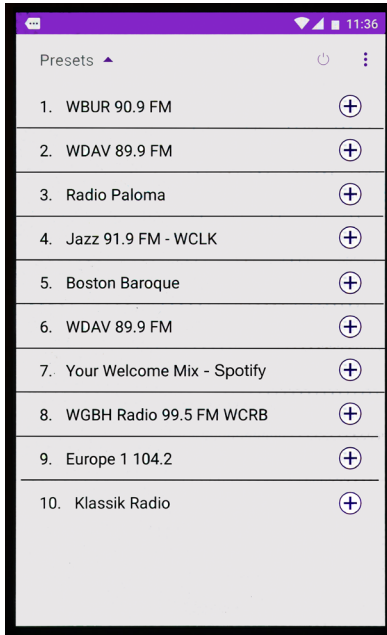 11:36
Presets
1. WBUR 90.9 FM
2. WDAV 89.9 FM
3. Radio Paloma
4. Jazz 91.9 FM - WCLK
5. Boston Baroque
6. WDAV 89.9 FM
7. Your Welcome Mix - Spotify
8. WGBH Radio 99.5 FM WCRB
9. Europe 1 104.2
10. Klassik Radio